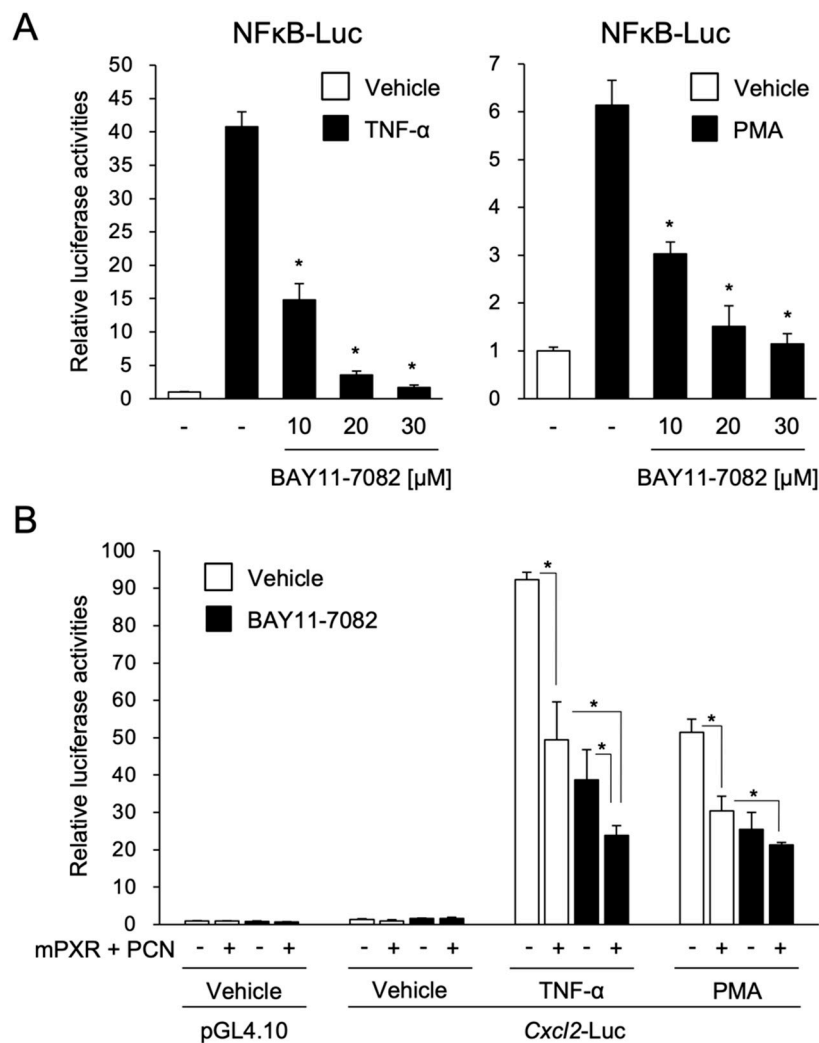 A
NFκB-Luc
NFκB-Luc
Relative luciferase activities
50
45
40
35
30
25
20
15
10
5
0
Vehicle
TNF-α
*
*
*
- - 10 20 30
BAY11-7082 [µM]
7
6
5
4
3
2
1
0
Vehicle
PMA
*
*
*
- - 10 20 30
BAY11-7082 [µM]
B
Relative luciferase activities
100
90
80
70
60
50
40
30
20
10
0
Vehicle
BAY11-7082
*
*
*
*
*
mPXR + PCN - + - + - + - + - + - + - + - +
Vehicle Vehicle TNF-α PMA
pGL4.10 Cxcl2-Luc